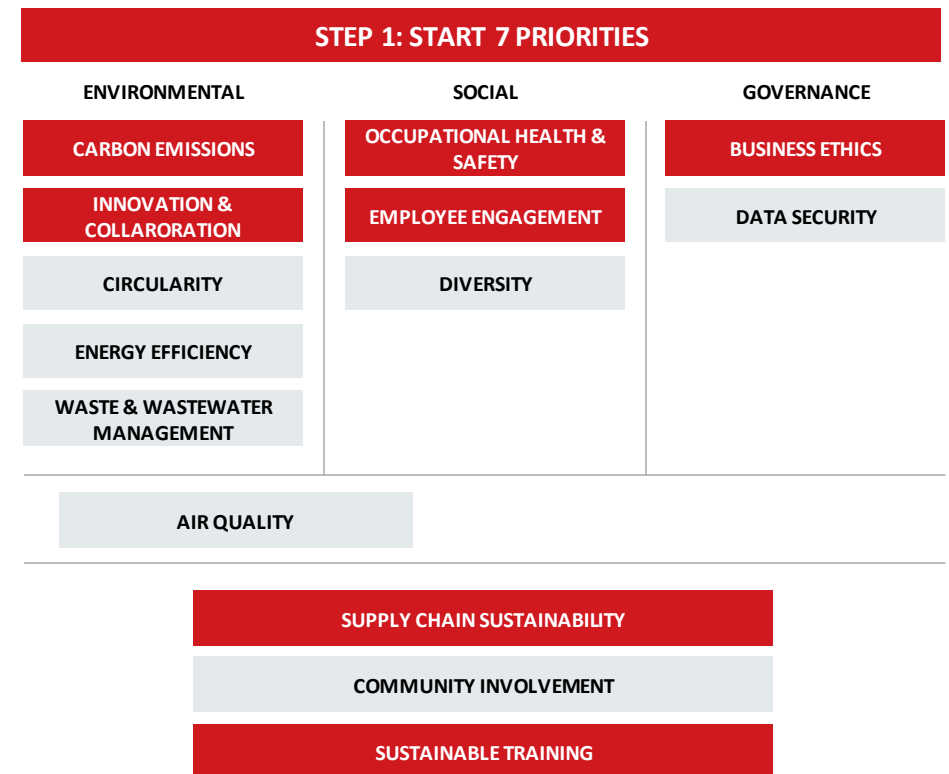 STEP 1: START 7 PRIORITIES
ENVIRONMENTAL
SOCIAL
GOVERNANCE
CARBON EMISSIONS
OCCUPATIONAL HEALTH &
SAFETY
BUSINESS ETHICS
INNOVATION &
COLLARORATION
EMPLOYEE ENGAGEMENT
DATA SECURITY
CIRCULARITY
DIVERSITY
ENERGY EFFICIENCY
WASTE & WASTEWATER
MANAGEMENT
AIR QUALITY
SUPPLY CHAIN SUSTAINABILITY
COMMUNITY INVOLVEMENT
SUSTAINABLE TRAINING